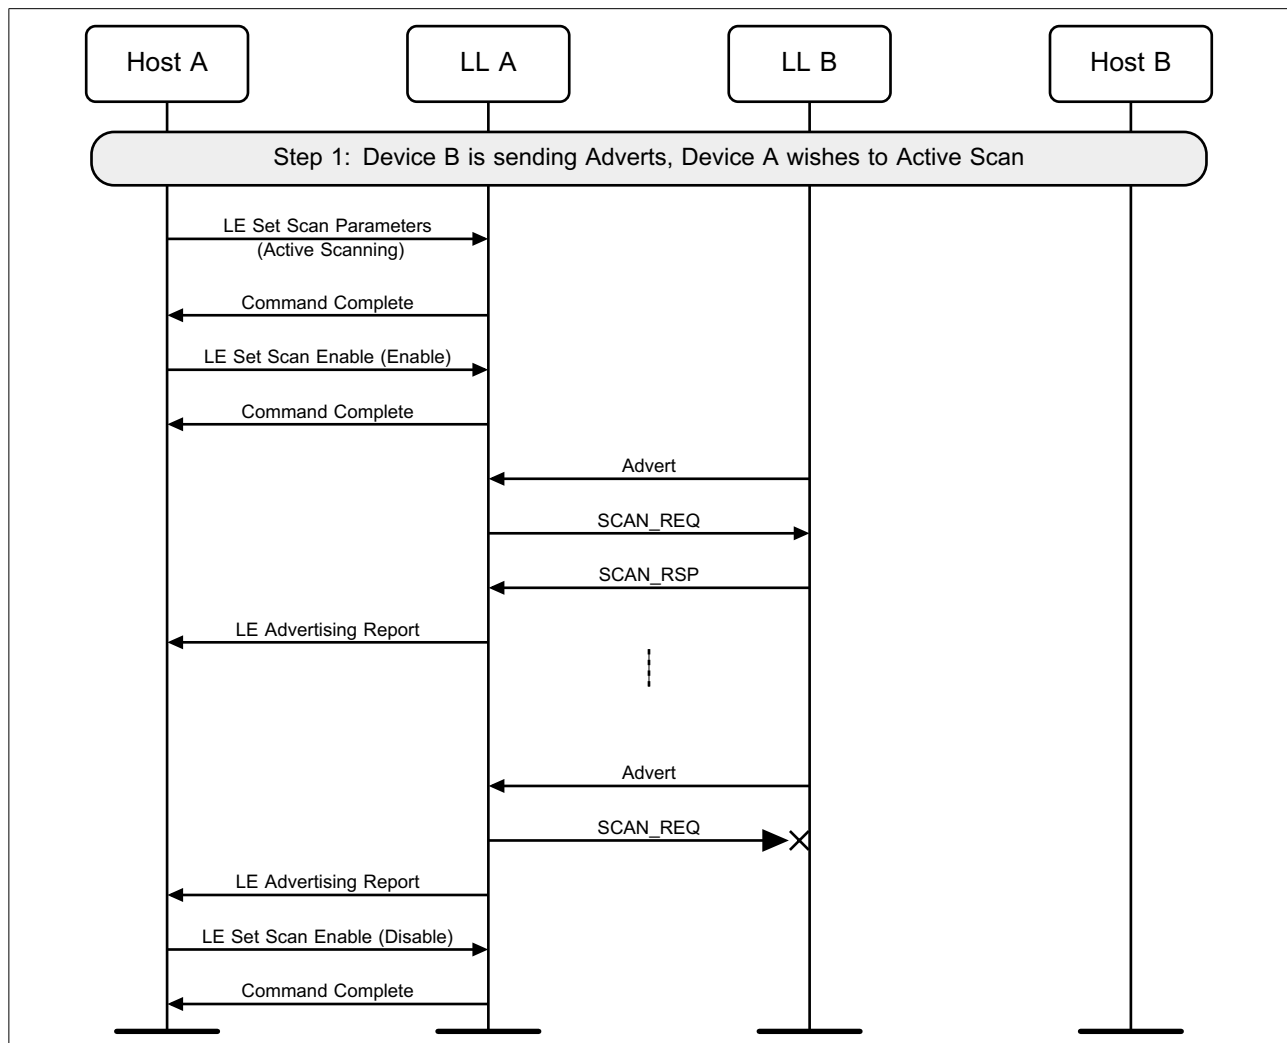 Host A
LL A
LL B
Host B
Step 1: Device B is sending Adverts, Device A wishes to Active Scan
LE Set Scan Parameters
(Active Scanning)
Command Complete
LE Set Scan Enable (Enable)
Command Complete
Advert
SCAN_REQ
SCAN_RSP
LE Advertising Report
Advert
SCAN_REQ
LE Advertising Report
LE Set Scan Enable (Disable)
Command Complete